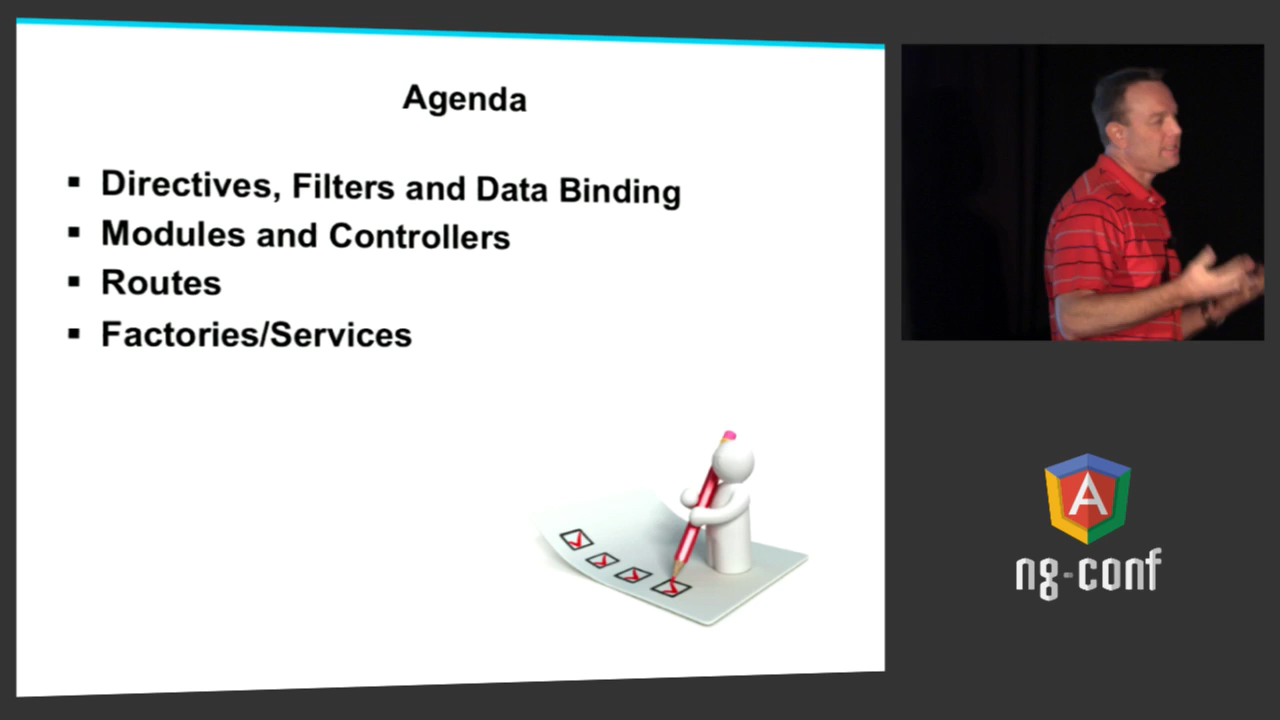 Agenda
▪ Directives, Filters and Data Binding
▪ Modules and Controllers
▪ Routes
▪ Factories/Services
A
ng-conf